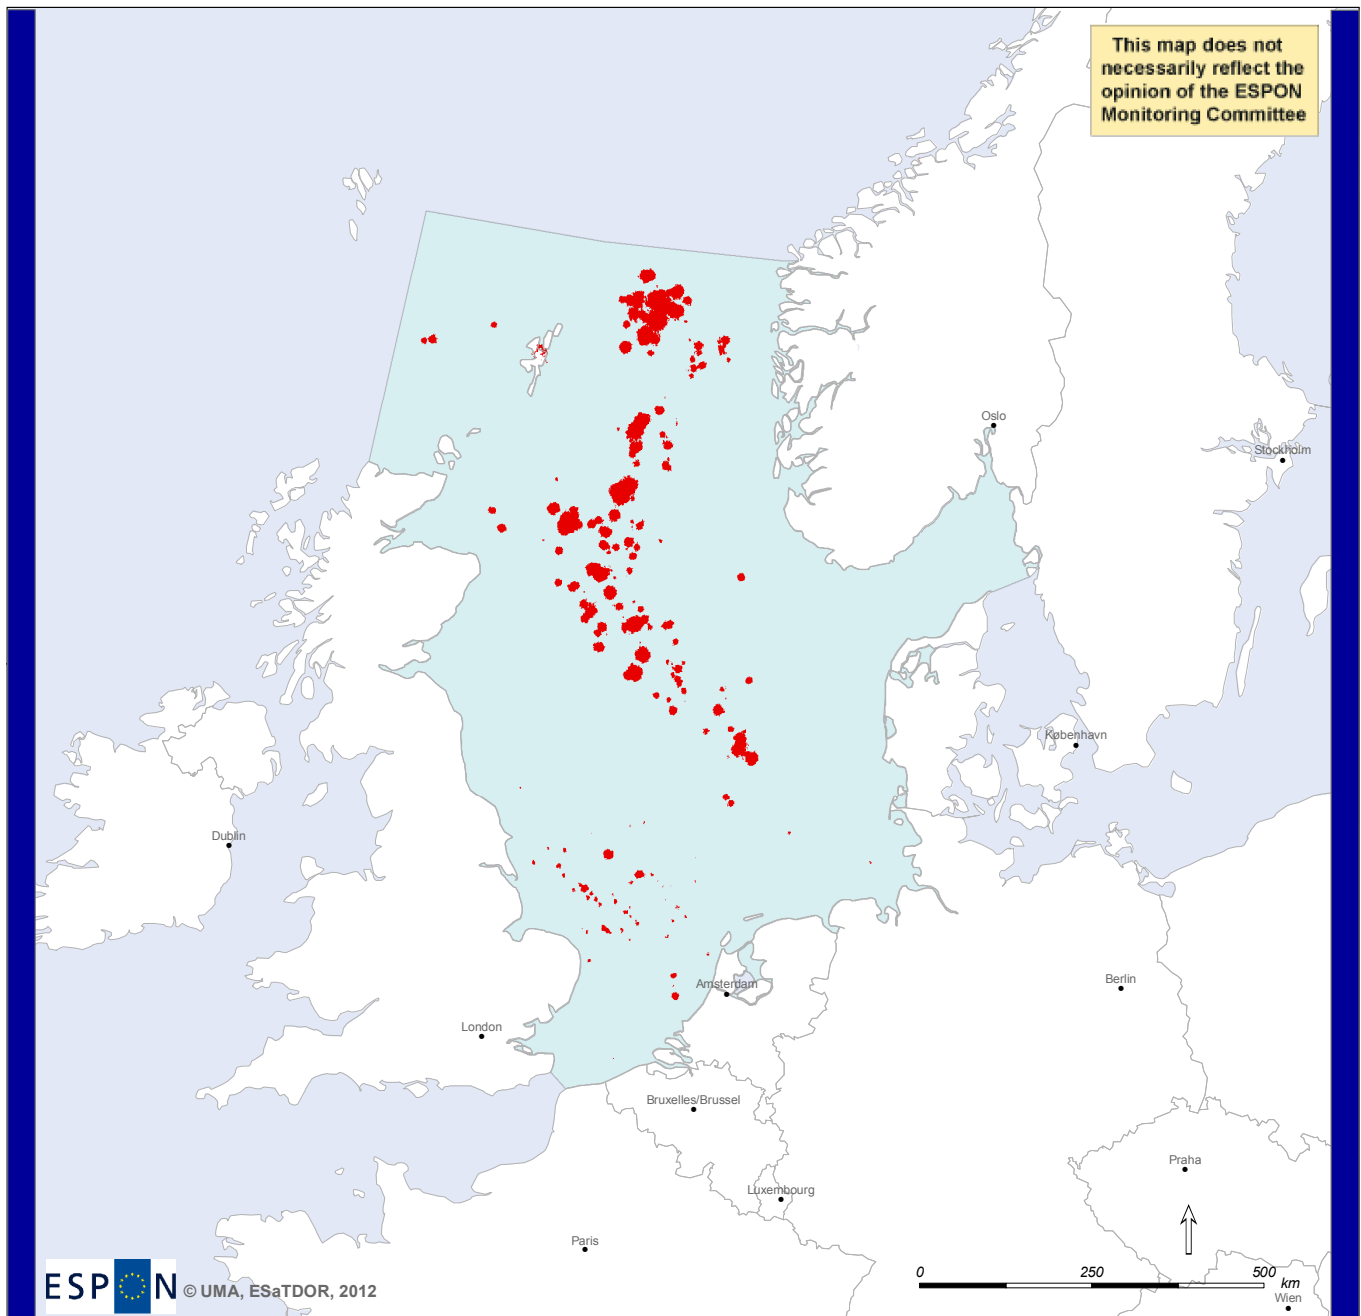 This map does not
necessarily reflect the
opinion of the ESPON
Monitoring Committee
Oslo
Stockholm
København
Dublin
Berlin
Amsterdam
London
Bruxelles/Brussel
Praha
Luxembourg
Paris
ESPON © UMA, ESaTDOR, 2012
0 250 500 km
Wien